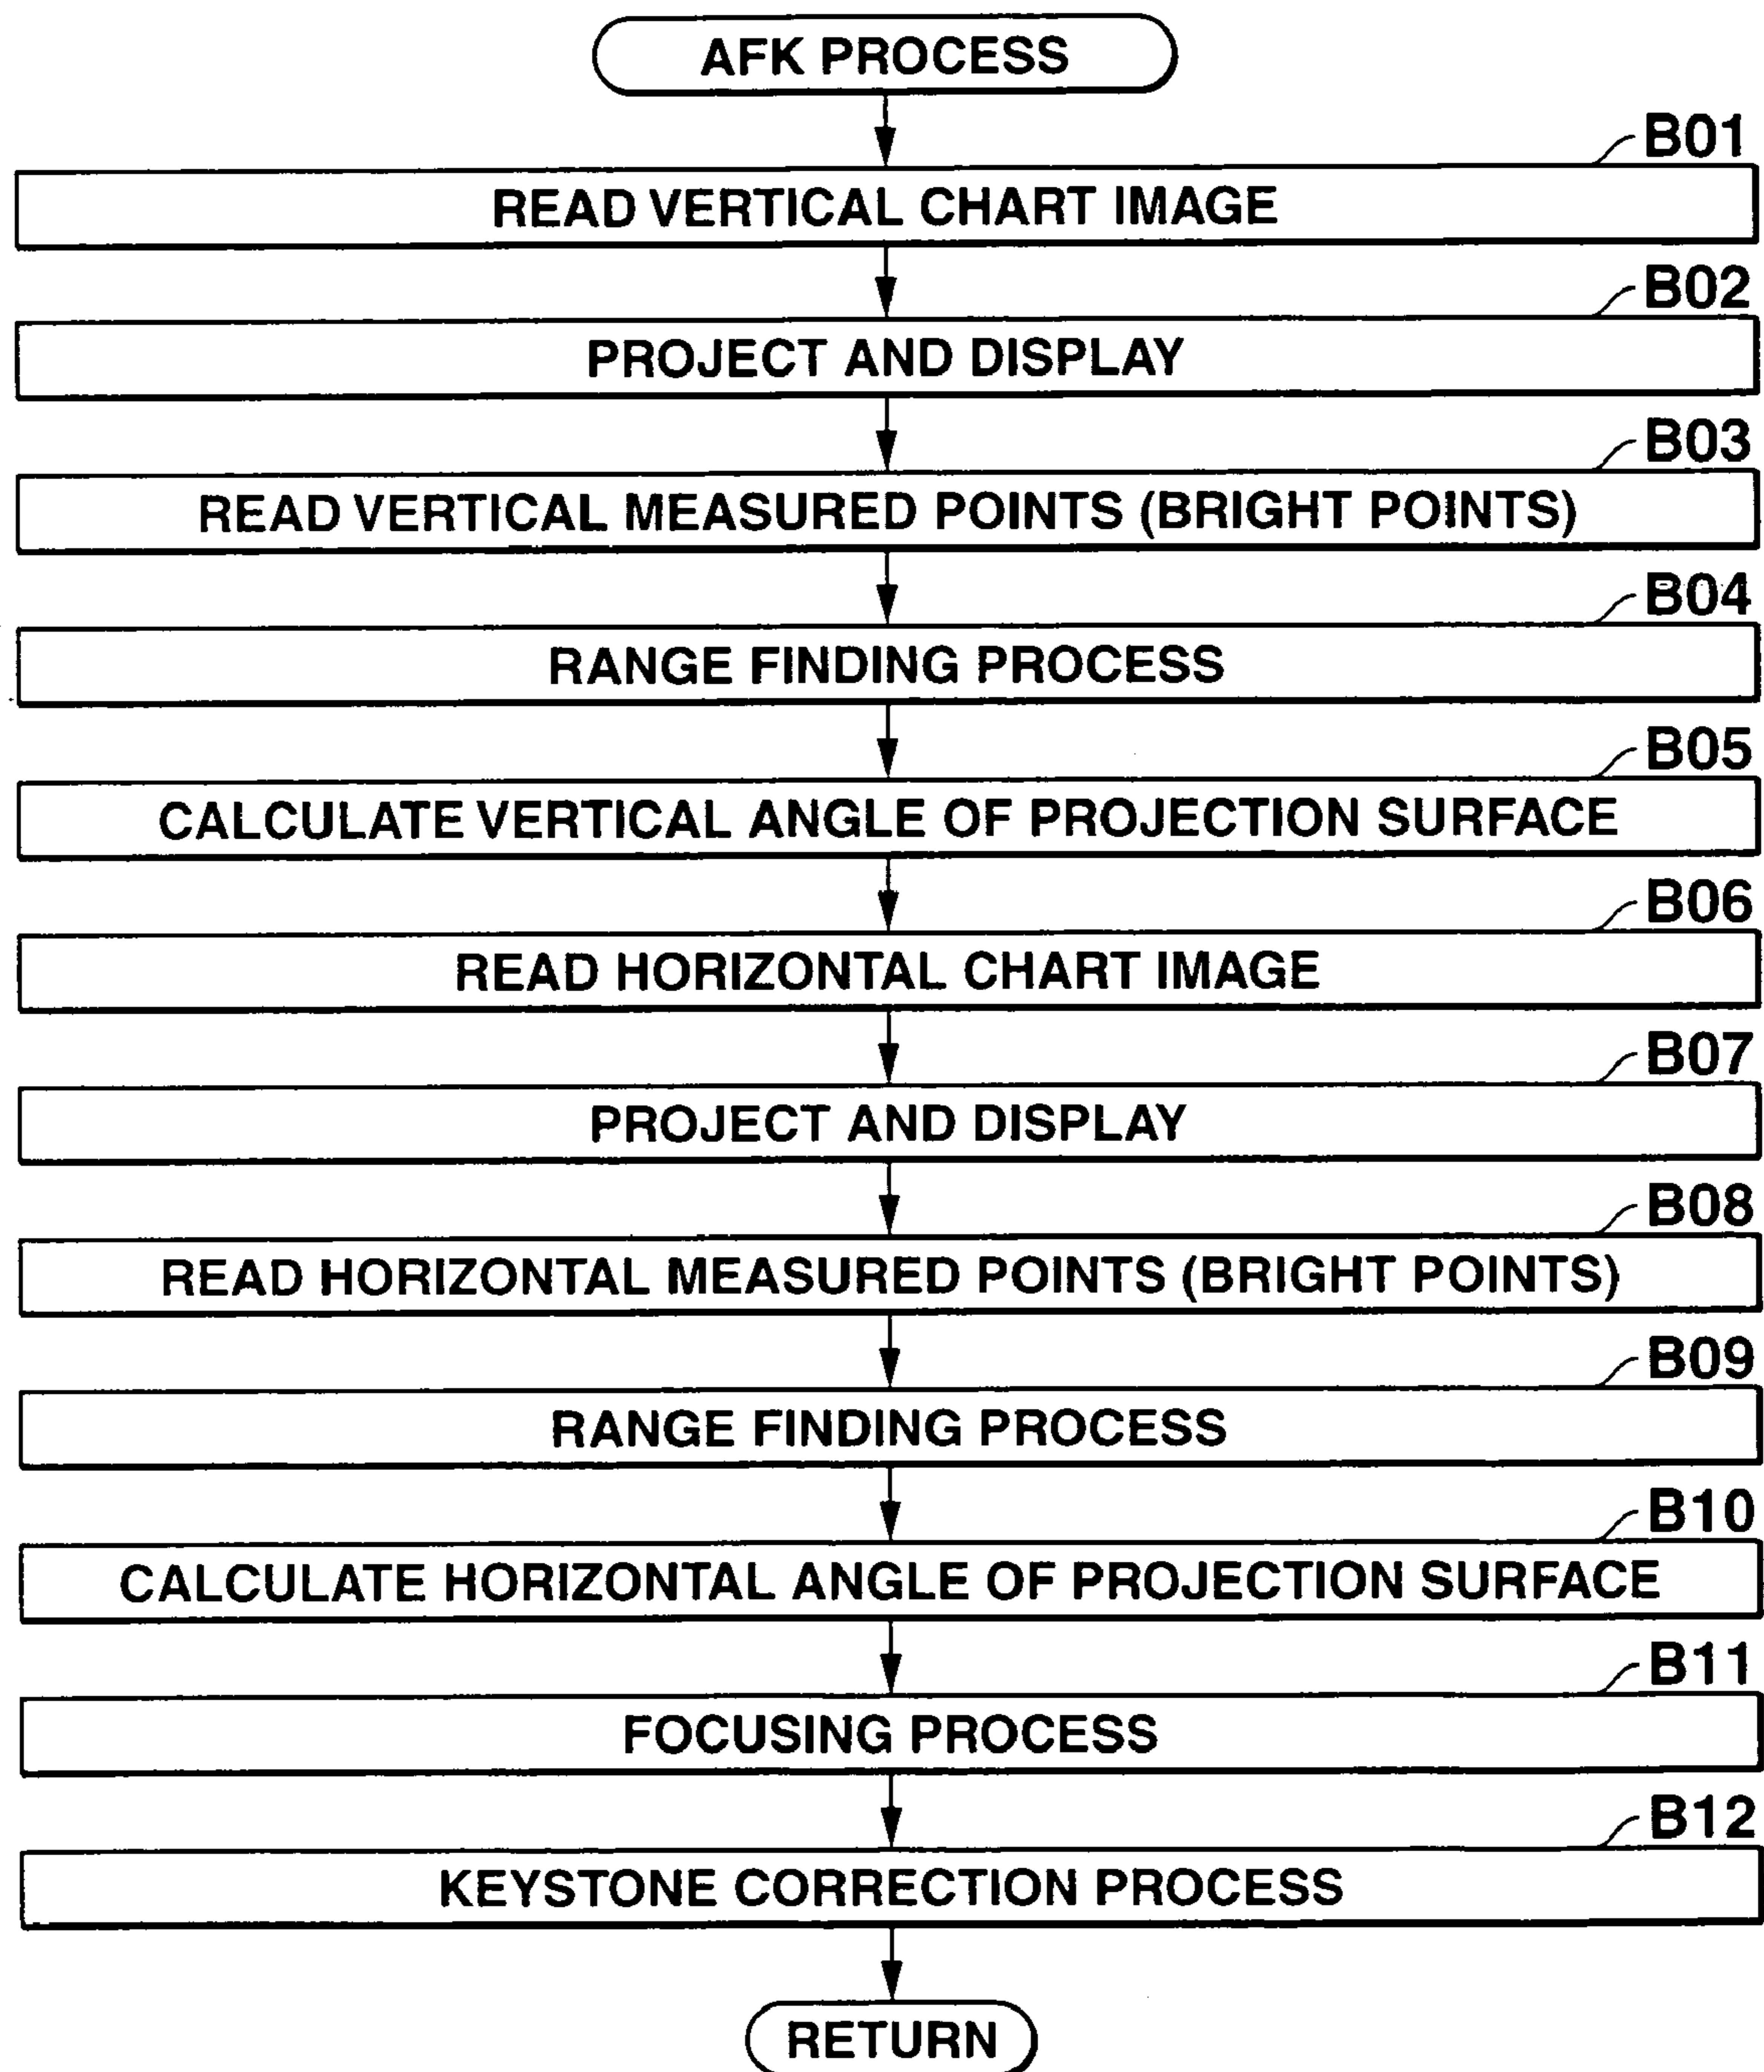 AFK PROCESS
B01
READ VERTICAL CHART IMAGE
B02
PROJECT AND DISPLAY
B03
READ VERTICAL MEASURED POINTS (BRIGHT POINTS)
B04
RANGE FINDING PROCESS
B05
CALCULATE VERTICAL ANGLE OF PROJECTION SURFACE
B06
READ HORIZONTAL CHART IMAGE
B07
PROJECT AND DISPLAY
B08
READ HORIZONTAL MEASURED POINTS (BRIGHT POINTS)
B09
RANGE FINDING PROCESS
B10
CALCULATE HORIZONTAL ANGLE OF PROJECTION SURFACE
B11
FOCUSING PROCESS
B12
KEYSTONE CORRECTION PROCESS
RETURN